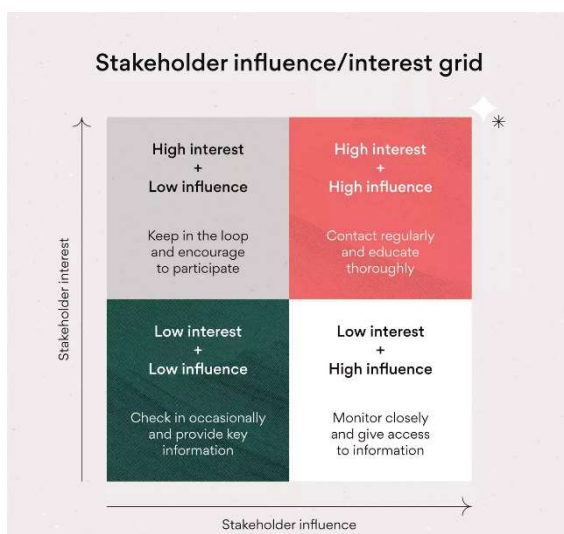 Stakeholder influence/interest grid
*
High interest
+
Low influence
Keep in the loop
and encourage
to participate
High interest
+
High influence
Contact regularly
and educate
thoroughly
Low interest
+
Low influence
Check in occasionally
and provide key
information
Low interest
+
High influence
Monitor closely
and give access
to information
Stakeholder interest
Stakeholder influence